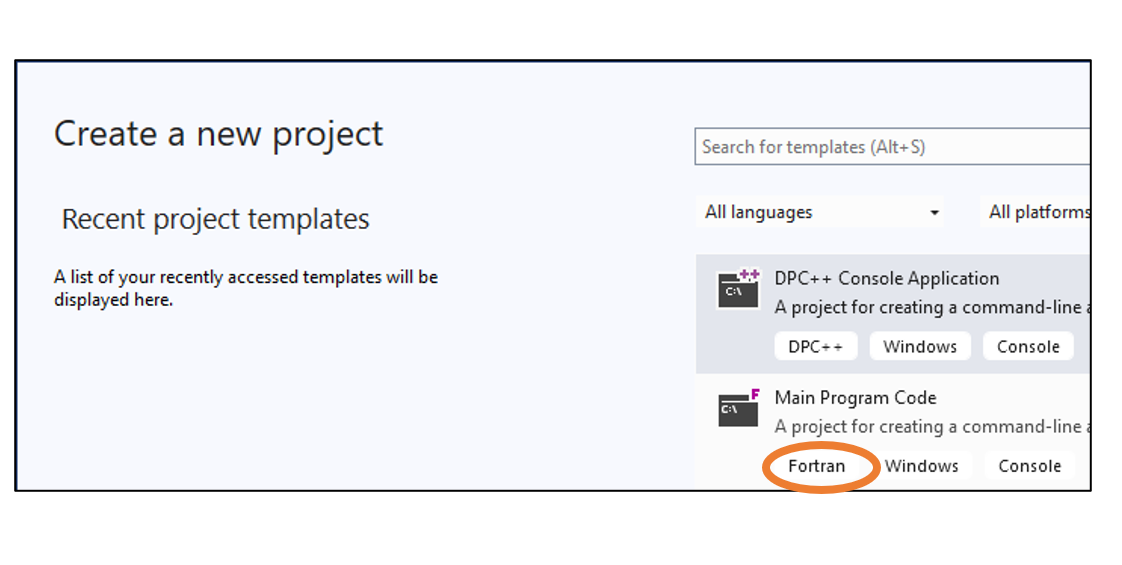 Create a new project
Recent project templates
A list of your recently accessed templates will be
displayed here.
Search for templates (Alt+S)
All languages
All platforms
++
C:\
DPC++ Console Application
A project for creating a command-line
DPC++
Windows
Console
F
C:\
Main Program Code
A project for creating a command-line
Fortran
Windows
Console